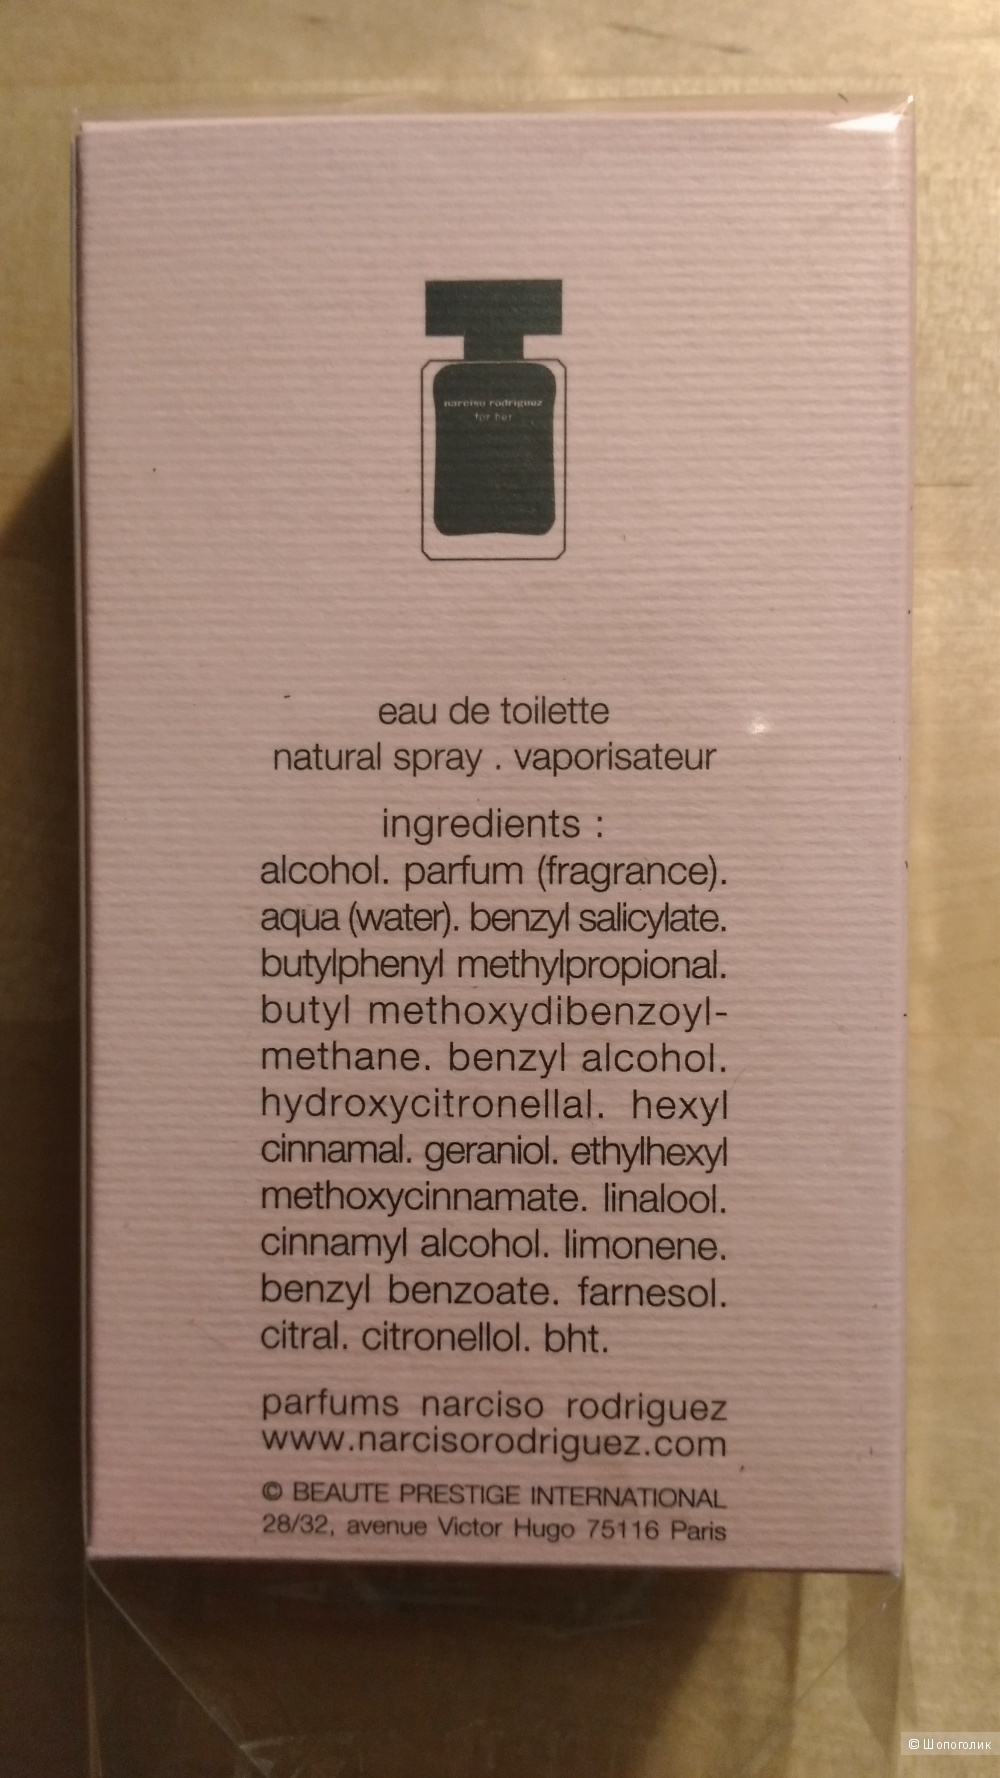 narciso rodriguez
for her
eau de toilette
natural spray . vaporisateur
ingredients :
alcohol. parfum (fragrance).
aqua (water). benzyl salicylate.
butylphenyl methylpropional.
butyl methoxydibenzoyl-
methane. benzyl alcohol.
hydroxycitronellal. hexyl
cinnamal. geraniol. ethylhexyl
methoxycinnamate. linalool.
cinnamyl alcohol. limonene.
benzyl benzoate. farnesol.
citral. citronellol. bht.
parfums narciso rodriguez
www.narcisorodriguez.com
© BEAUTE PRESTIGE INTERNATIONAL
28/32, avenue Victor Hugo 75116 Paris
© Шопоголик